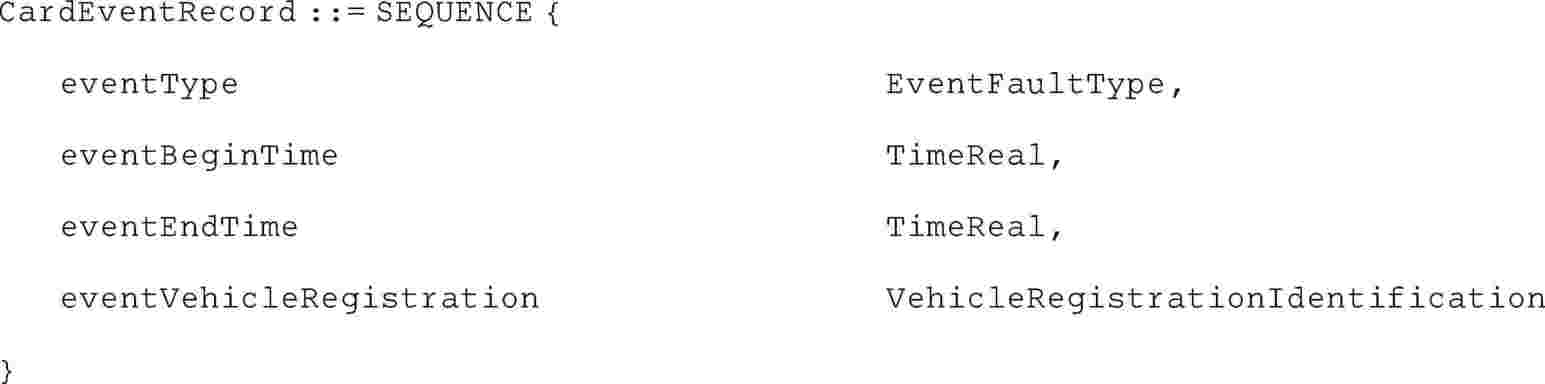 CardEventRecord ::= SEQUENCE {
eventType EventFaultType,
eventBeginTime TimeReal,
eventEndTime TimeReal,
eventVehicleRegistration VehicleRegistrationIdentification
}